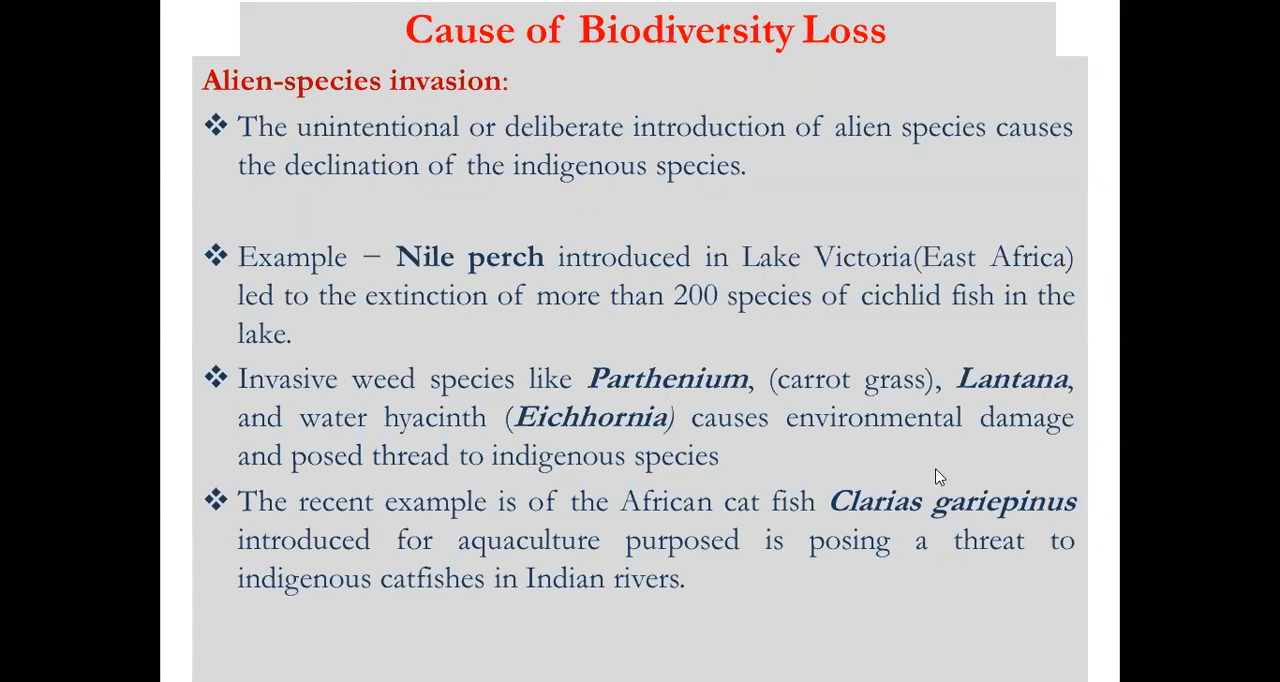 Cause of Biodiversity Loss
Alien-species invasion:
❖ The unintentional or deliberate introduction of alien species causes
the declination of the indigenous species.
❖ Example – Nile perch introduced in Lake Victoria(East Africa)
led to the extinction of more than 200 species of cichlid fish in the
lake.
❖ Invasive weed species like Parthenium, (carrot grass), Lantana,
and water hyacinth (Eichhornia) causes environmental damage
and posed thread to indigenous species
❖ The recent example is of the African cat fish Clarias gariepinus
introduced for aquaculture purposed is posing a threat to
indigenous catfishes in Indian rivers.